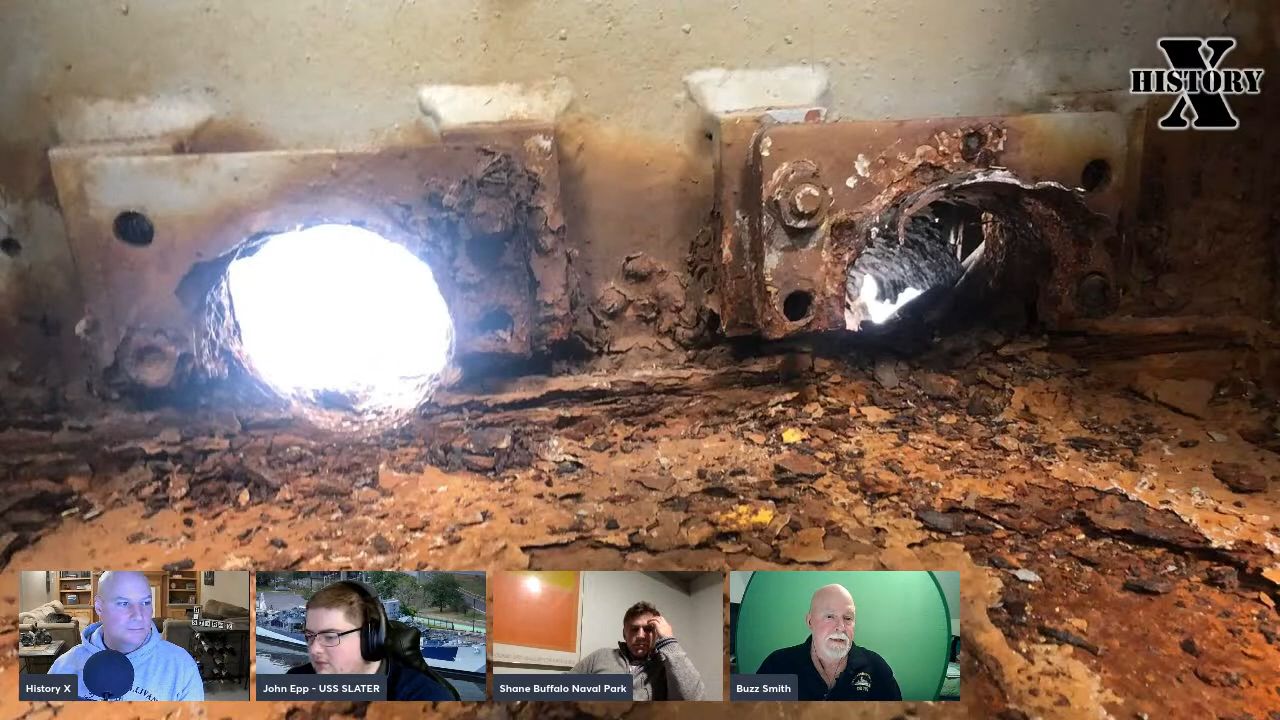 X
HISTORY
History X
John Epp - USS SLATER
Shane Buffalo Naval Park
Buzz Smith